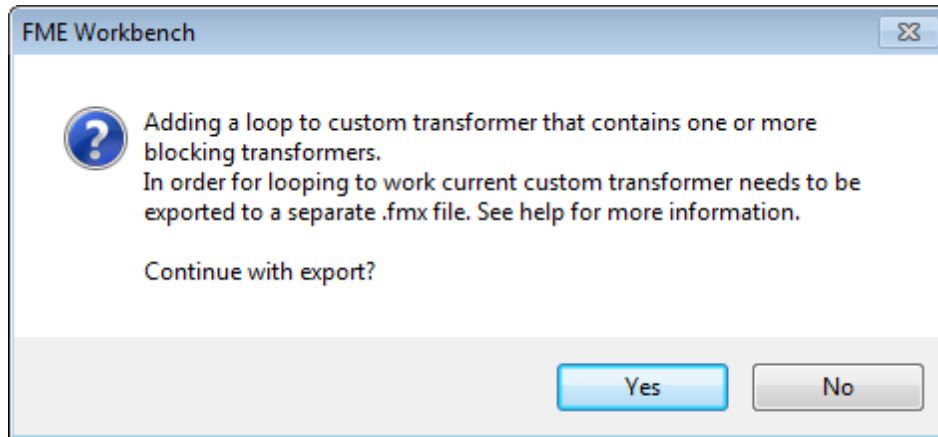 FME Workbench
Adding a loop to custom transformer that contains one or more
blocking transformers.
In order for looping to work current custom transformer needs to be
exported to a separate .fmx file. See help for more information.
Continue with export?
Yes
No